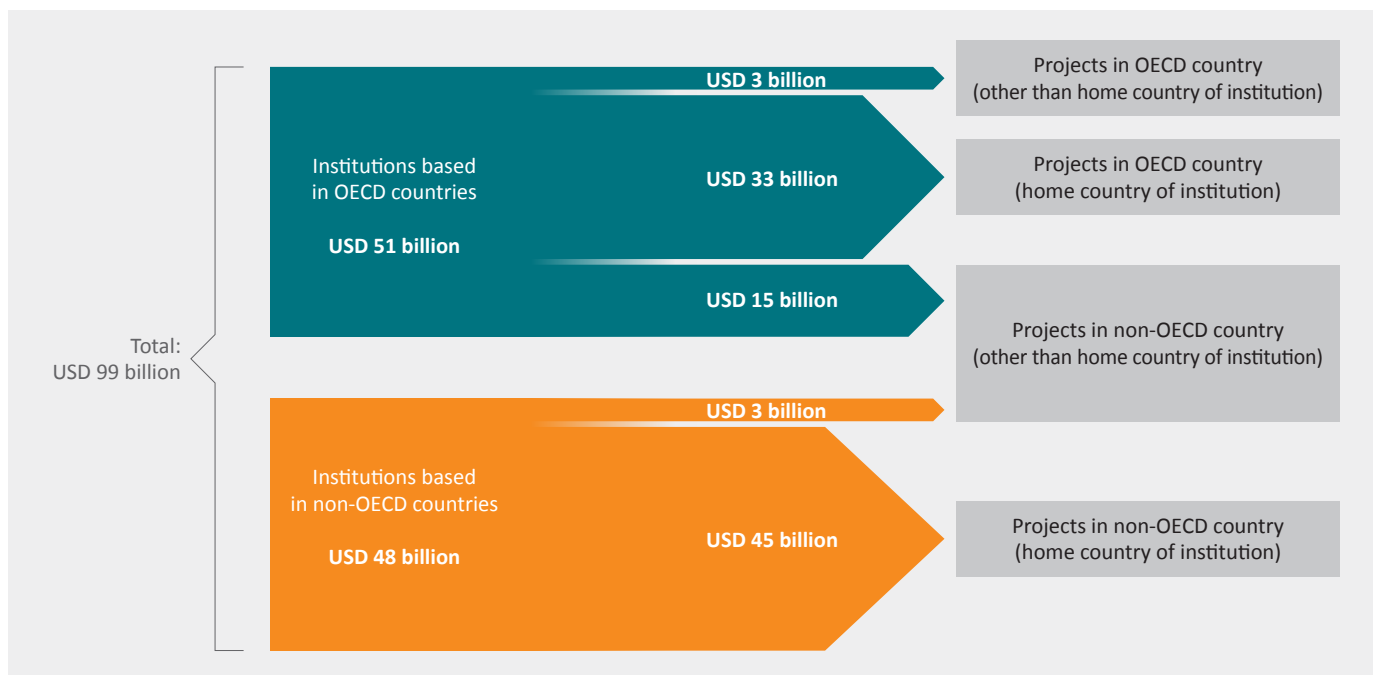 Total:
USD 99 billion
Institutions based
in OECD countries
USD 51 billion
USD 3 billion
USD 33 billion
USD 15 billion
Projects in OECD country
(other than home country of institution)
Projects in OECD country
(home country of institution)
Projects in non-OECD country
(other than home country of institution)
Institutions based
in non-OECD countries
USD 48 billion
USD 3 billion
USD 45 billion
Projects in non-OECD country
(home country of institution)